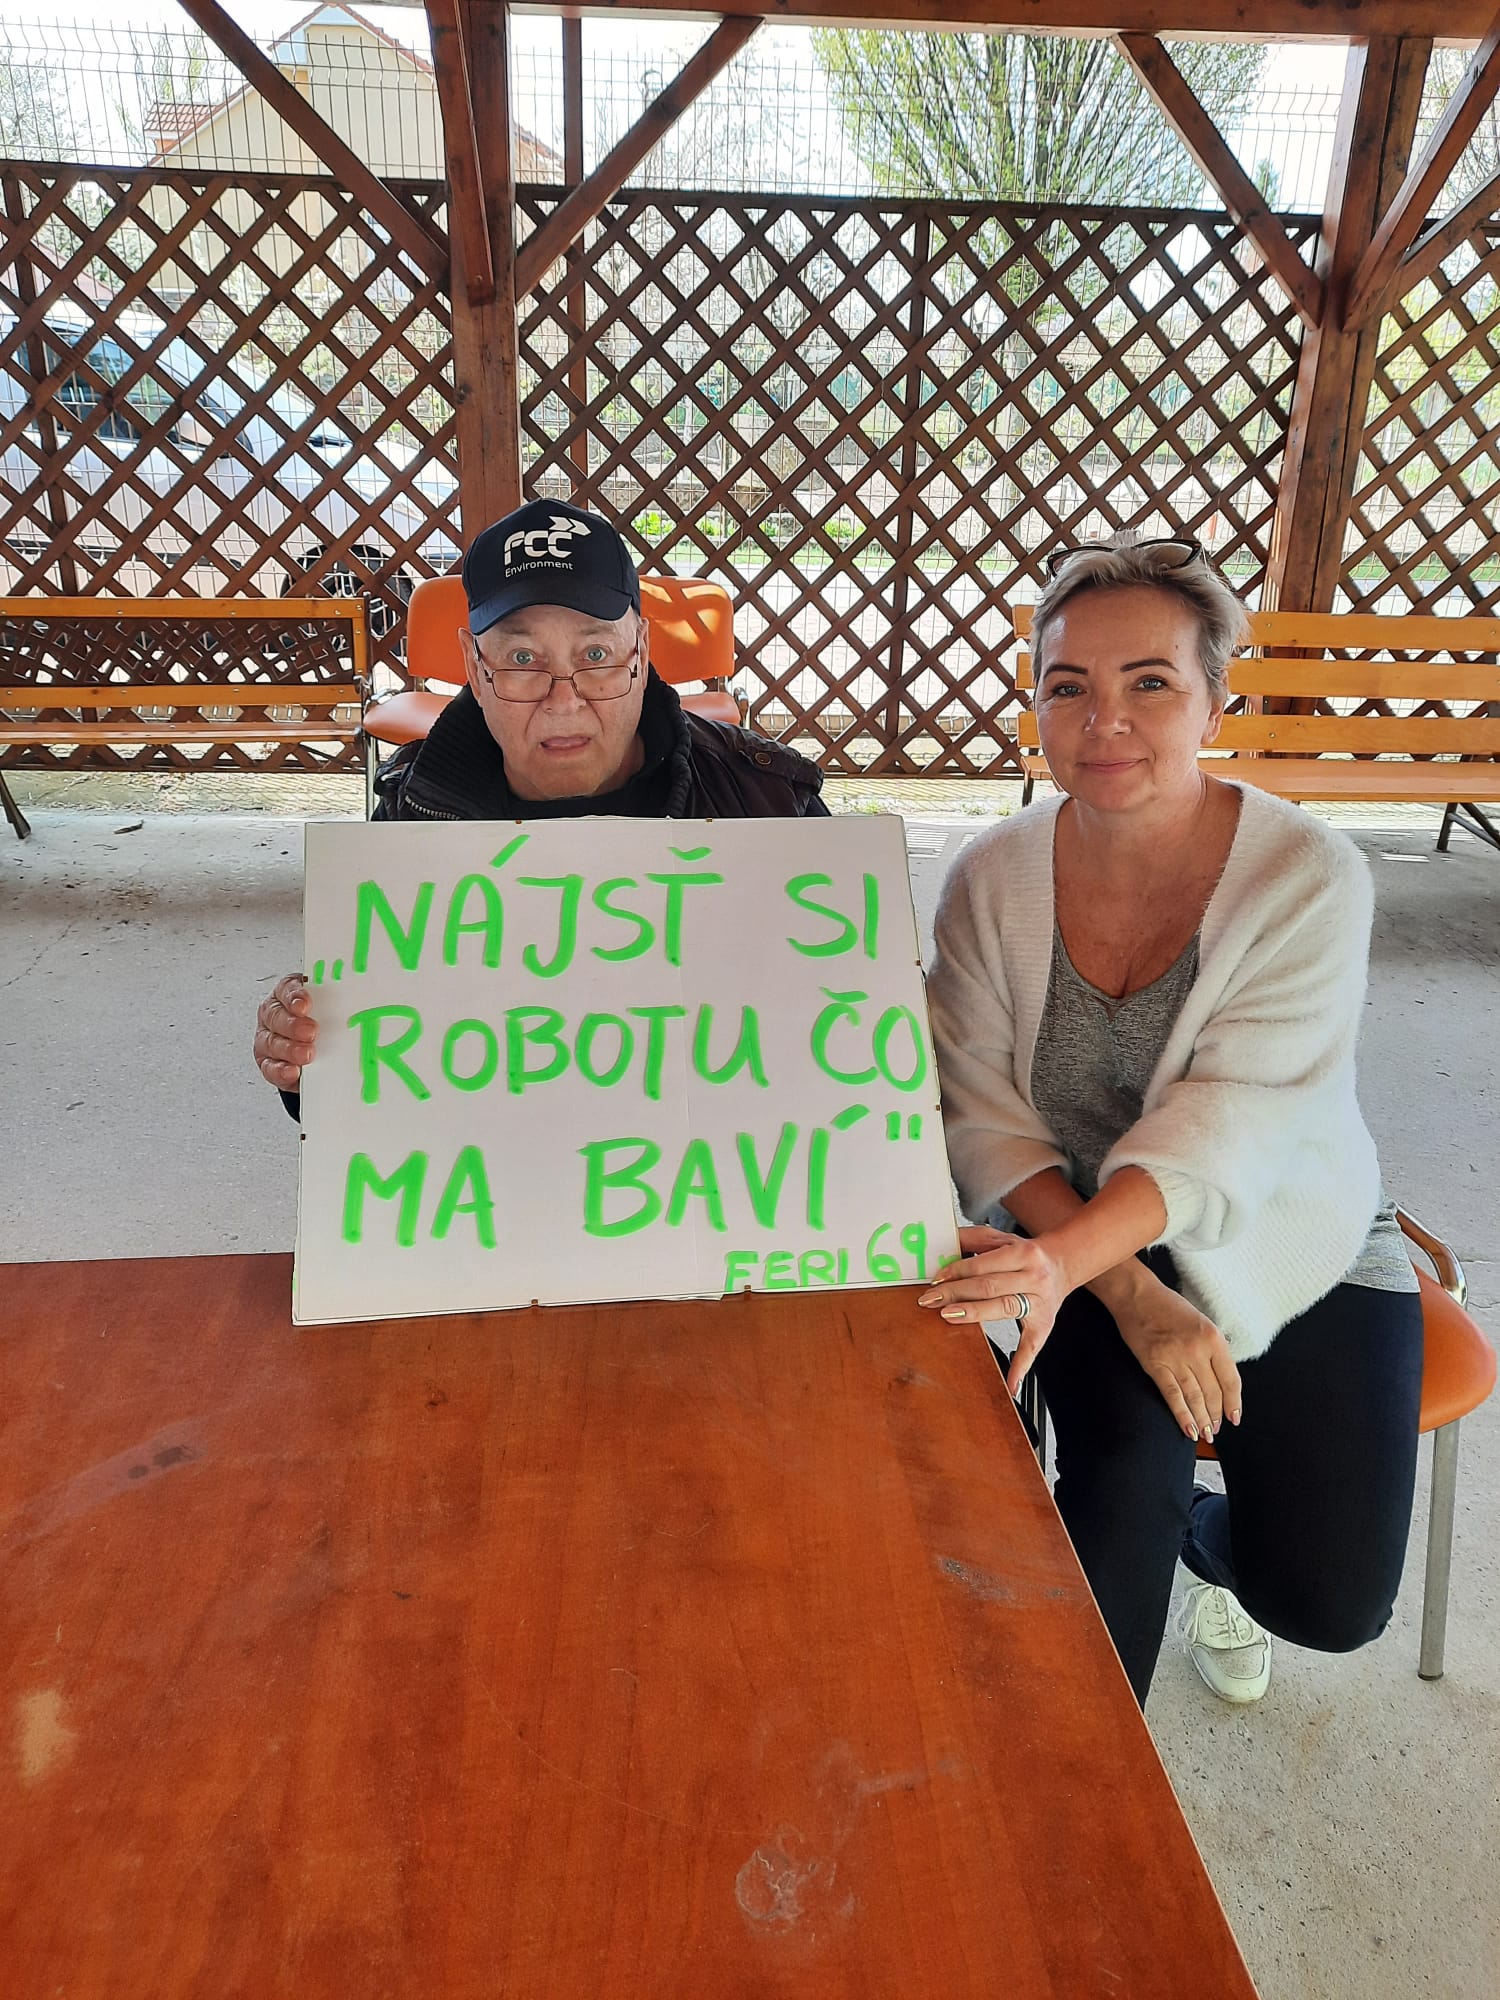 FCC
Environment
„NÁJSŤ SI
ROBOTU ČO
MA BAVÍ"
FERI 69